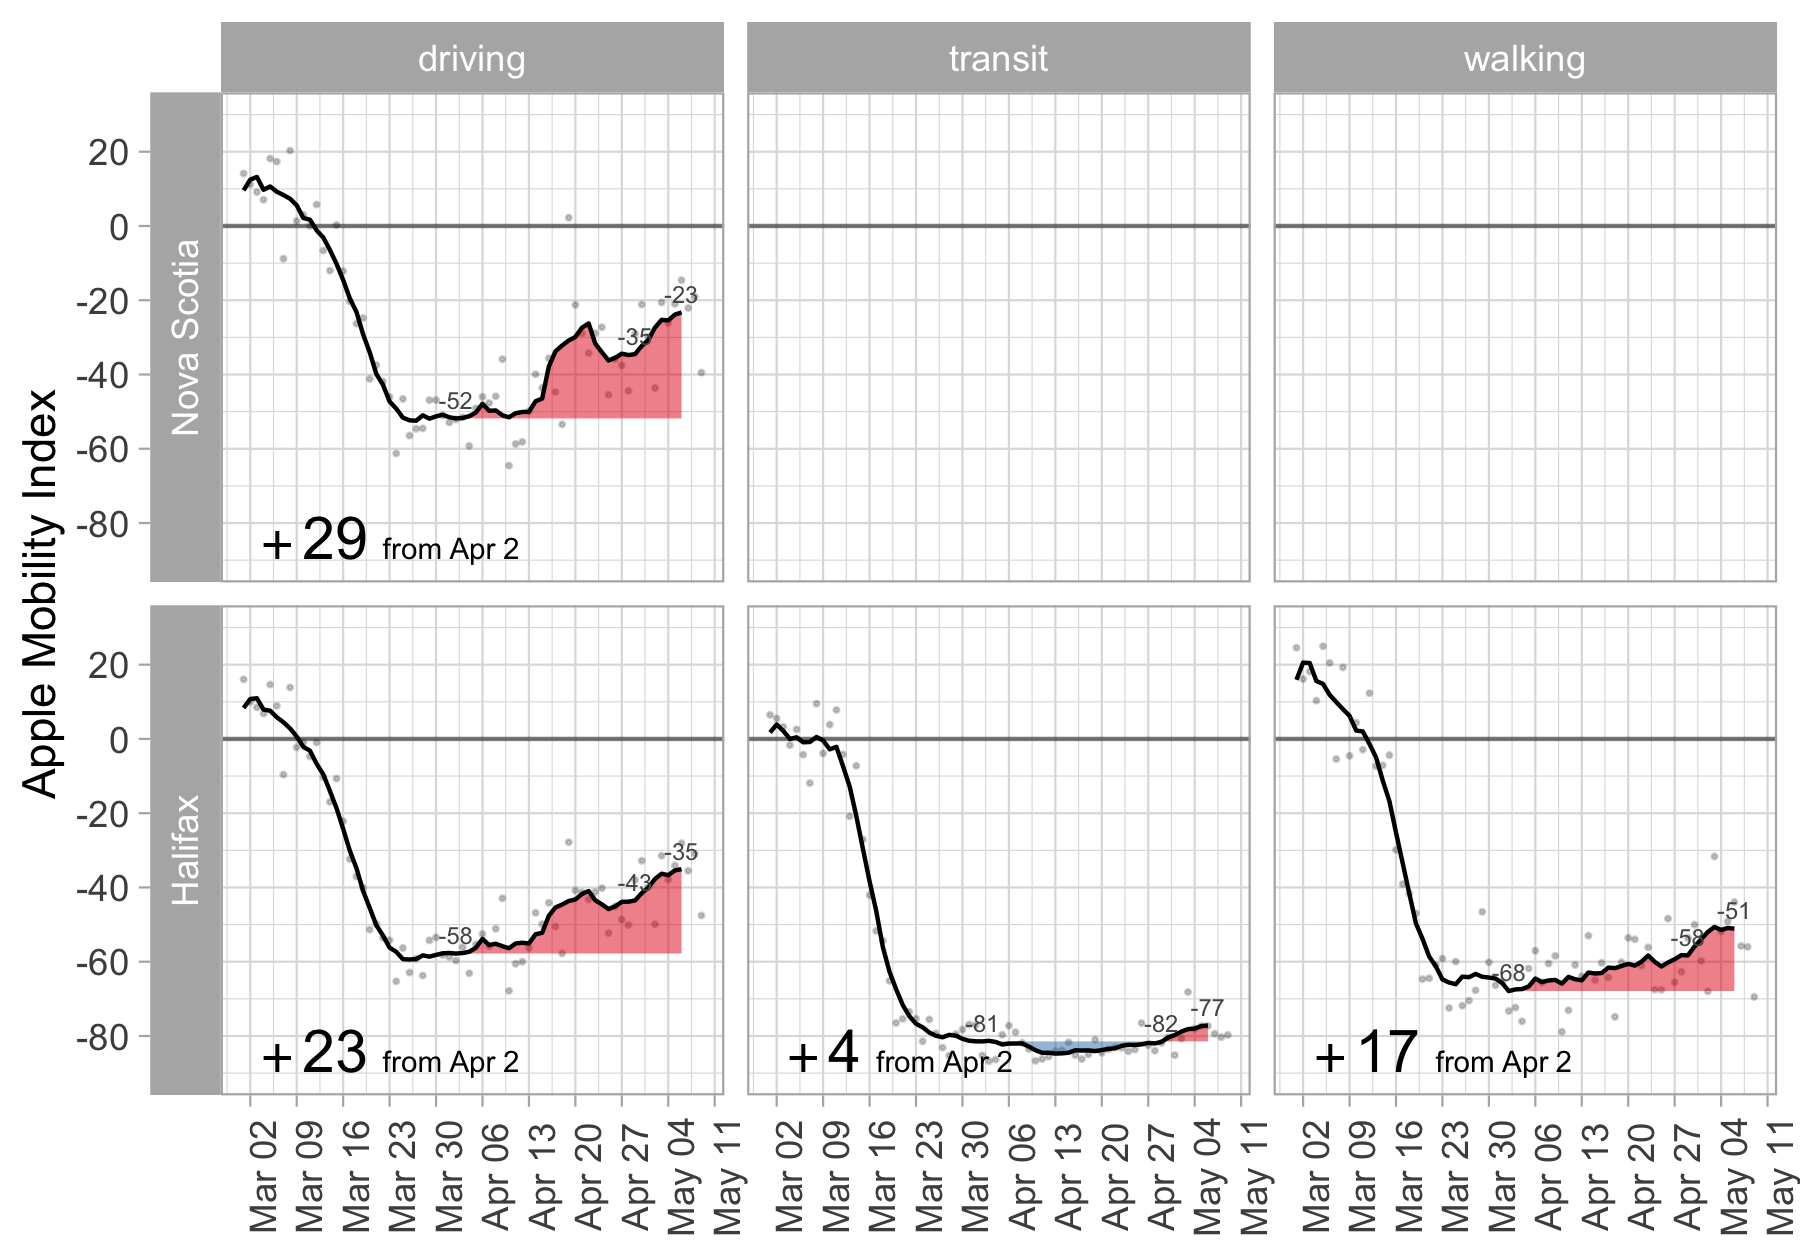 driving
transit
walking
Apple Mobility Index
Nova Scotia
20
0
-20
-40
-60
-80
-52
-35
-23
+29 from Apr 2
Halifax
20
0
-20
-40
-60
-80
-58
-43
-35
+23 from Apr 2
-81
-82
-77
+4 from Apr 2
-68
-58
-51
+17 from Apr 2
Mar 02
Mar 09
Mar 16
Mar 23
Mar 30
Apr 06
Apr 13
Apr 20
Apr 27
May 04
May 11
Mar 02
Mar 09
Mar 16
Mar 23
Mar 30
Apr 06
Apr 13
Apr 20
Apr 27
May 04
May 11
Mar 02
Mar 09
Mar 16
Mar 23
Mar 30
Apr 06
Apr 13
Apr 20
Apr 27
May 04
May 11